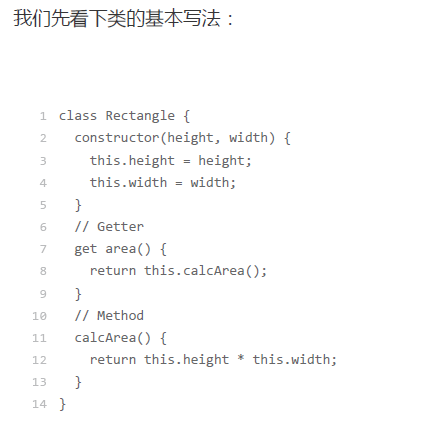 我们先看下类的基本写法：
1 class Rectangle {
2   constructor(height, width) {
3     this.height = height;
4     this.width = width;
5   }
6   // Getter
7   get area() {
8     return this.calcArea();
9   }
10   // Method
11   calcArea() {
12     return this.height * this.width;
13   }
14 }